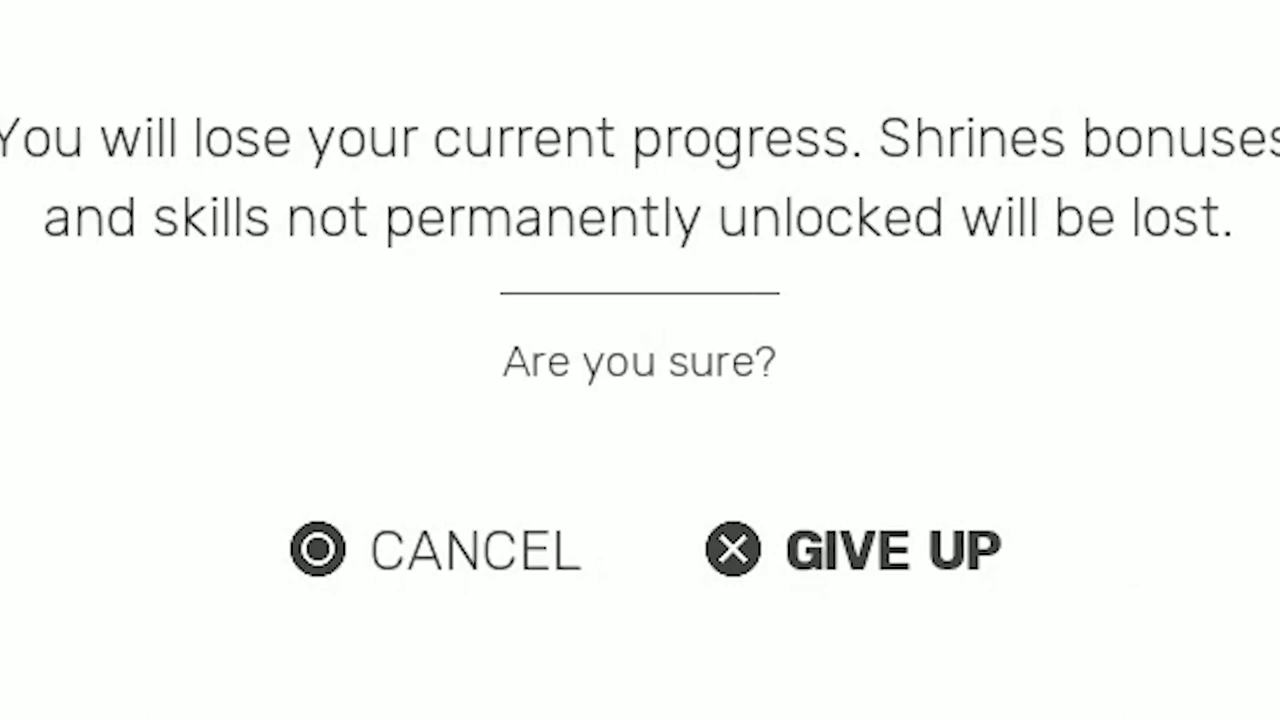 You will lose your current progress. Shrines bonuses
and skills not permanently unlocked will be lost.
Are you sure?
CANCEL GIVE UP